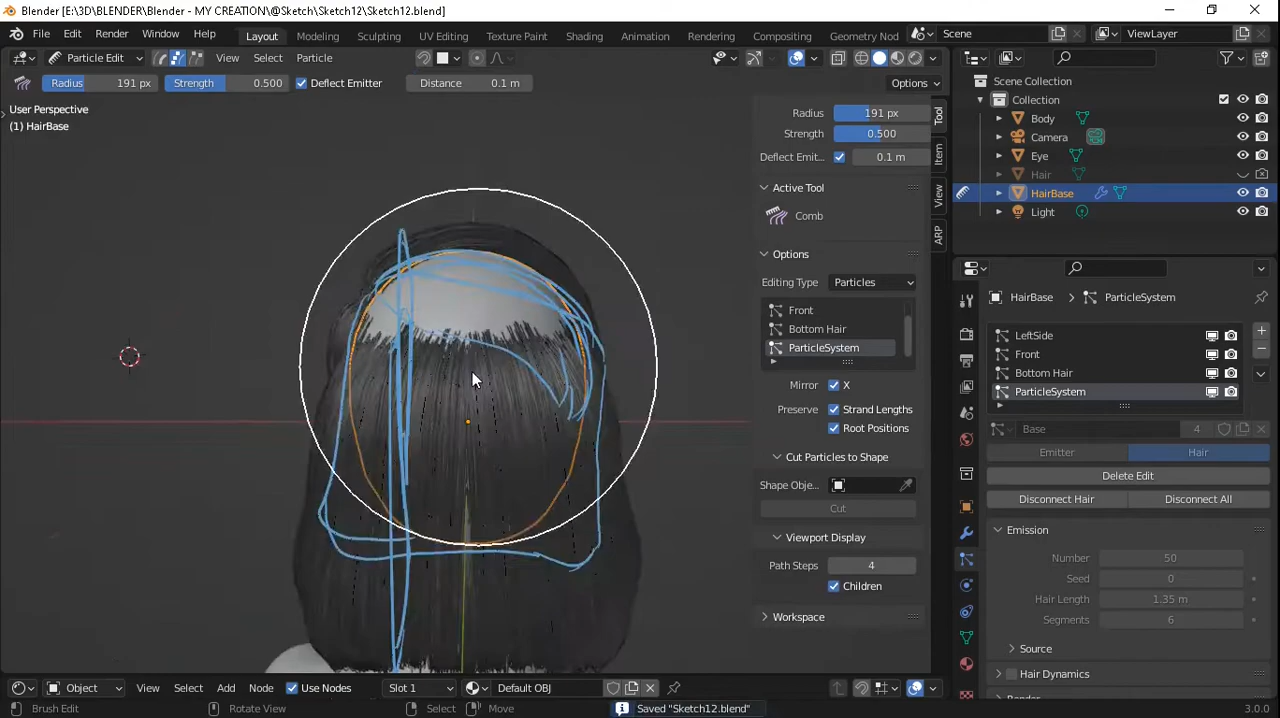 Blender [E:\3D\BLENDER\Blender - MY CREATION\@Sketch\Sketch12\Sketch12.blend]
File Edit Render Window Help Layout Modeling Sculpting UV Editing Texture Paint Shading Animation Rendering Compositing Geometry Nod Scene ViewLayer
Particle Edit View Select Particle Options
Radius 191 px Strength 0.500 Deflect Emitter Distance 0.1 m
User Perspective
(1) HairBase
Radius 191 px
Strength 0.500
Deflect Emit... 0.1 m
Active Tool
Comb
Options
Editing Type Particles
Front
Bottom Hair
ParticleSystem
Mirror X
Preserve Strand Lengths
Root Positions
Cut Particles to Shape
Shape Obje...
Cut
Viewport Display
Path Steps 4
Children
Workspace
Tool
Item
View
ARP
Scene Collection
Collection
Body
Camera
Eye
Hair
HairBase
Light
HairBase > ParticleSystem
LeftSide
Front
Bottom Hair
ParticleSystem
Base 4
Emitter Hair
Delete Edit
Disconnect Hair Disconnect All
Emission
Number 50
Seed 0
Hair Length 1.35 m
Segments 6
Source
Hair Dynamics
Object View Select Add Node Use Nodes Slot 1 Default OBJ
Brush Edit Rotate View Select Move Saved "Sketch12.blend" 3.0.0